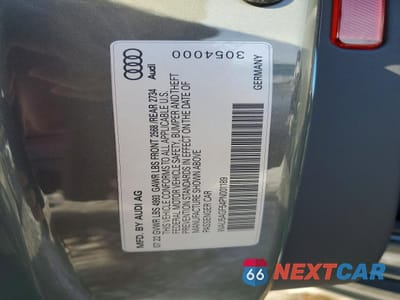 3054000
Audi
GERMANY
MFD. BY AUDI AG
07 22 GVWR LBS 4993 GAWR LBS FRONT 2568 /REAR 2734
THIS VEHICLE CONFORMS TO ALL APPLICABLE U.S.
FEDERAL MOTOR VEHICLE SAFETY, BUMPER AND THEFT
PREVENTION STANDARDS IN EFFECT ON THE DATE OF
MANUFACTURE SHOWN ABOVE
PASSENGER CAR
66 NEXTCAR